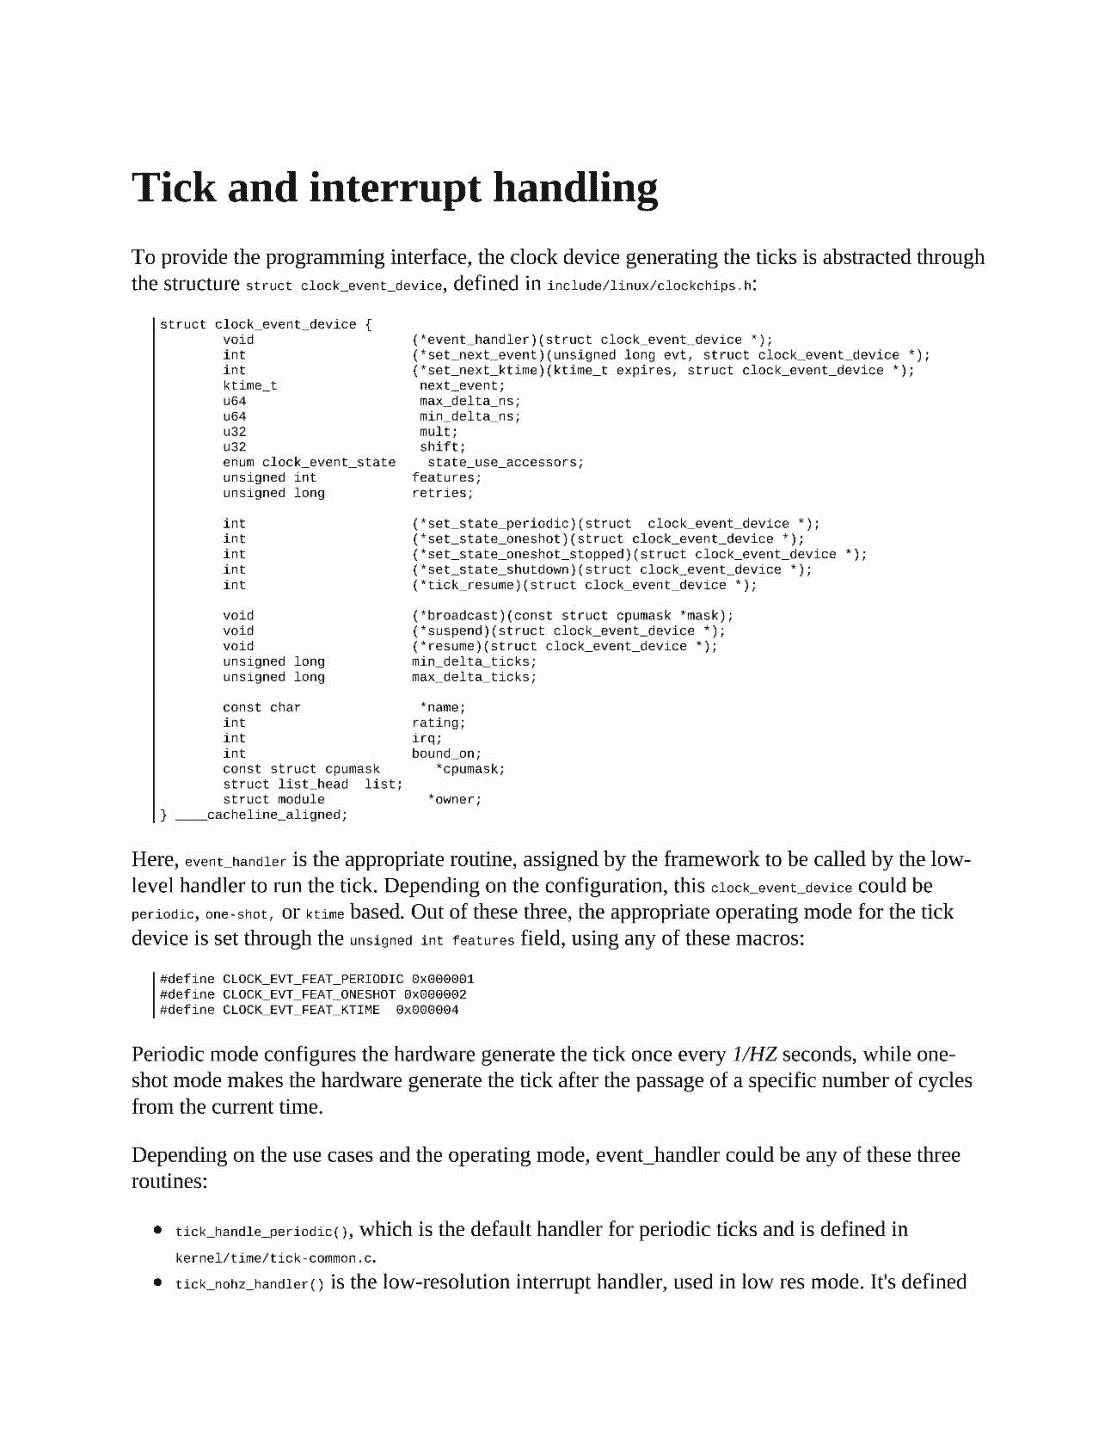 Tick and interrupt handling
To provide the programming interface, the clock device generating the ticks is abstracted through
the structure struct clock_event_device, defined in include/linux/clockchips.h:
struct clock_event_device {
void (*event_handler)(struct clock_event_device *);
int (*set_next_event)(unsigned long evt, struct clock_event_device *);
int (*set_next_ktime)(ktime_t expires, struct clock_event_device *);
ktime_t next_event;
u64 max_delta_ns;
u64 min_delta_ns;
u32 mult;
u32 shift;
enum clock_event_state state_use_accessors;
unsigned int features;
unsigned long retries;
int (*set_state_periodic)(struct clock_event_device *);
int (*set_state_oneshot)(struct clock_event_device *);
int (*set_state_oneshot_stopped)(struct clock_event_device *);
int (*set_state_shutdown)(struct clock_event_device *);
int (*tick_resume)(struct clock_event_device *);
void (*broadcast)(const struct cpumask *mask);
void (*suspend)(struct clock_event_device *);
void (*resume)(struct clock_event_device *);
unsigned long min_delta_ticks;
unsigned long max_delta_ticks;
const char *name;
int rating;
int irq;
int bound_on;
const struct cpumask *cpumask;
struct list_head list;
struct module *owner;
} ____cacheline_aligned;
Here, event_handler is the appropriate routine, assigned by the framework to be called by the low-
level handler to run the tick. Depending on the configuration, this clock_event_device could be
periodic, one-shot, or ktime based. Out of these three, the appropriate operating mode for the tick
device is set through the unsigned int features field, using any of these macros:
#define CLOCK_EVT_FEAT_PERIODIC 0x000001
#define CLOCK_EVT_FEAT_ONESHOT 0x000002
#define CLOCK_EVT_FEAT_KTIME 0x000004
Periodic mode configures the hardware generate the tick once every 1/HZ seconds, while one-
shot mode makes the hardware generate the tick after the passage of a specific number of cycles
from the current time.
Depending on the use cases and the operating mode, event_handler could be any of these three
routines:
• tick_handle_periodic(), which is the default handler for periodic ticks and is defined in
kernel/time/tick-common.c.
• tick_nohz_handler() is the low-resolution interrupt handler, used in low res mode. It's defined